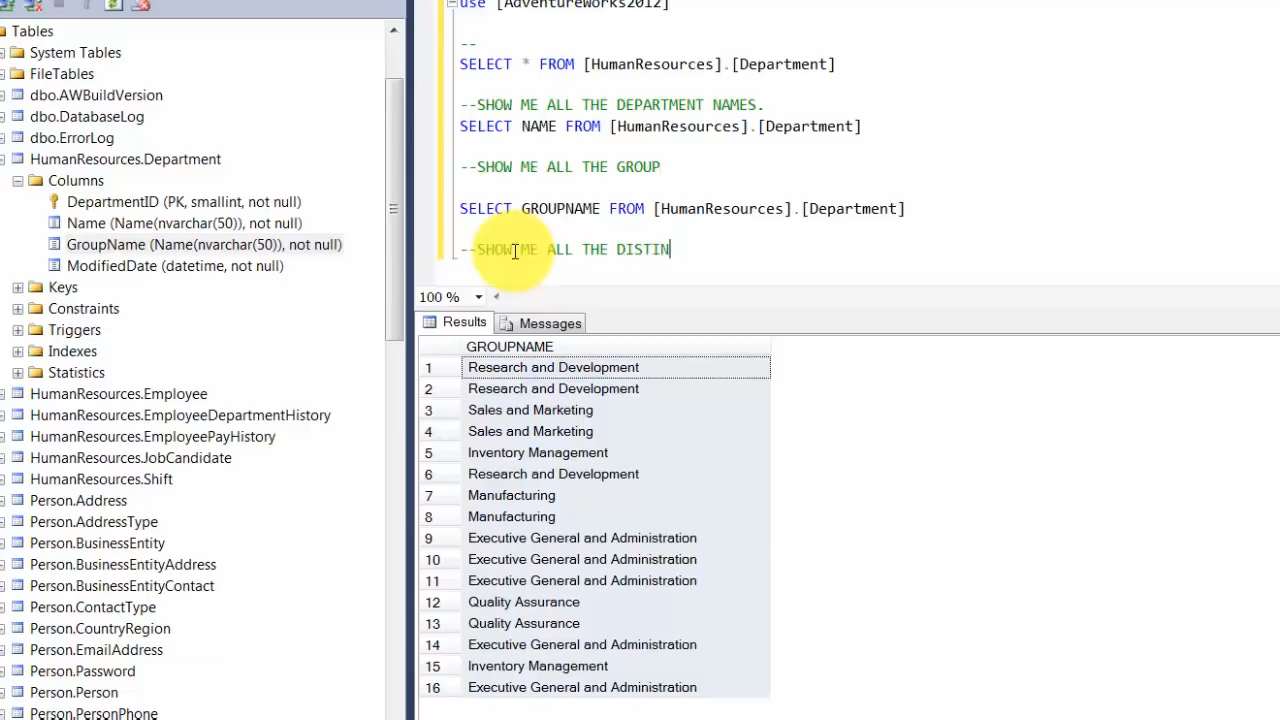 Tables
System Tables
FileTables
dbo.AWBuildVersion
dbo.DatabaseLog
dbo.ErrorLog
HumanResources.Department
Columns
DepartmentID (PK, smallint, not null)
Name (Name(nvarchar(50)), not null)
GroupName (Name(nvarchar(50)), not null)
ModifiedDate (datetime, not null)
Keys
Constraints
Triggers
Indexes
Statistics
HumanResources.Employee
HumanResources.EmployeeDepartmentHistory
HumanResources.EmployeePayHistory
HumanResources.JobCandidate
HumanResources.Shift
Person.Address
Person.AddressType
Person.BusinessEntity
Person.BusinessEntityAddress
Person.BusinessEntityContact
Person.ContactType
Person.CountryRegion
Person.EmailAddress
Person.Password
Person.Person
Person.PersonPhone
use [AdventureWorks2012]
--
SELECT * FROM [HumanResources].[Department]
--SHOW ME ALL THE DEPARTMENT NAMES.
SELECT NAME FROM [HumanResources].[Department]
--SHOW ME ALL THE GROUP
SELECT GROUPNAME FROM [HumanResources].[Department]
--SHOW ME ALL THE DISTIN
100 %
Results Messages
GROUPNAME
1 Research and Development
2 Research and Development
3 Sales and Marketing
4 Sales and Marketing
5 Inventory Management
6 Research and Development
7 Manufacturing
8 Manufacturing
9 Executive General and Administration
10 Executive General and Administration
11 Executive General and Administration
12 Quality Assurance
13 Quality Assurance
14 Executive General and Administration
15 Inventory Management
16 Executive General and Administration